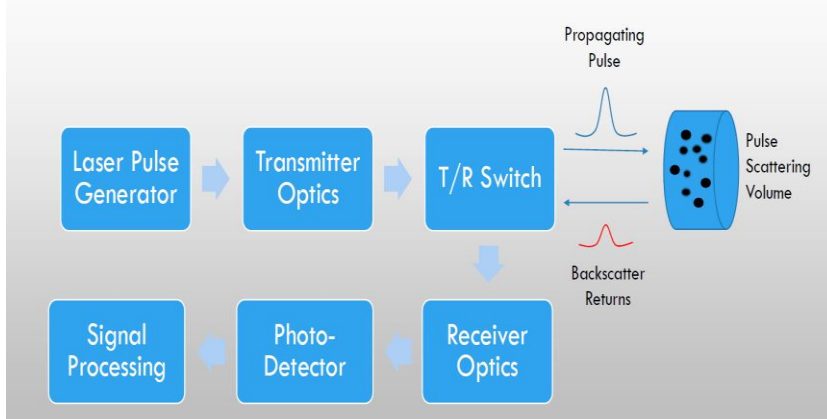 Propagating
Pulse
Laser Pulse
Generator
Transmitter
Optics
T/R Switch
Pulse
Scattering
Volume
Backscatter
Returns
Signal
Processing
Photo-
Detector
Receiver
Optics